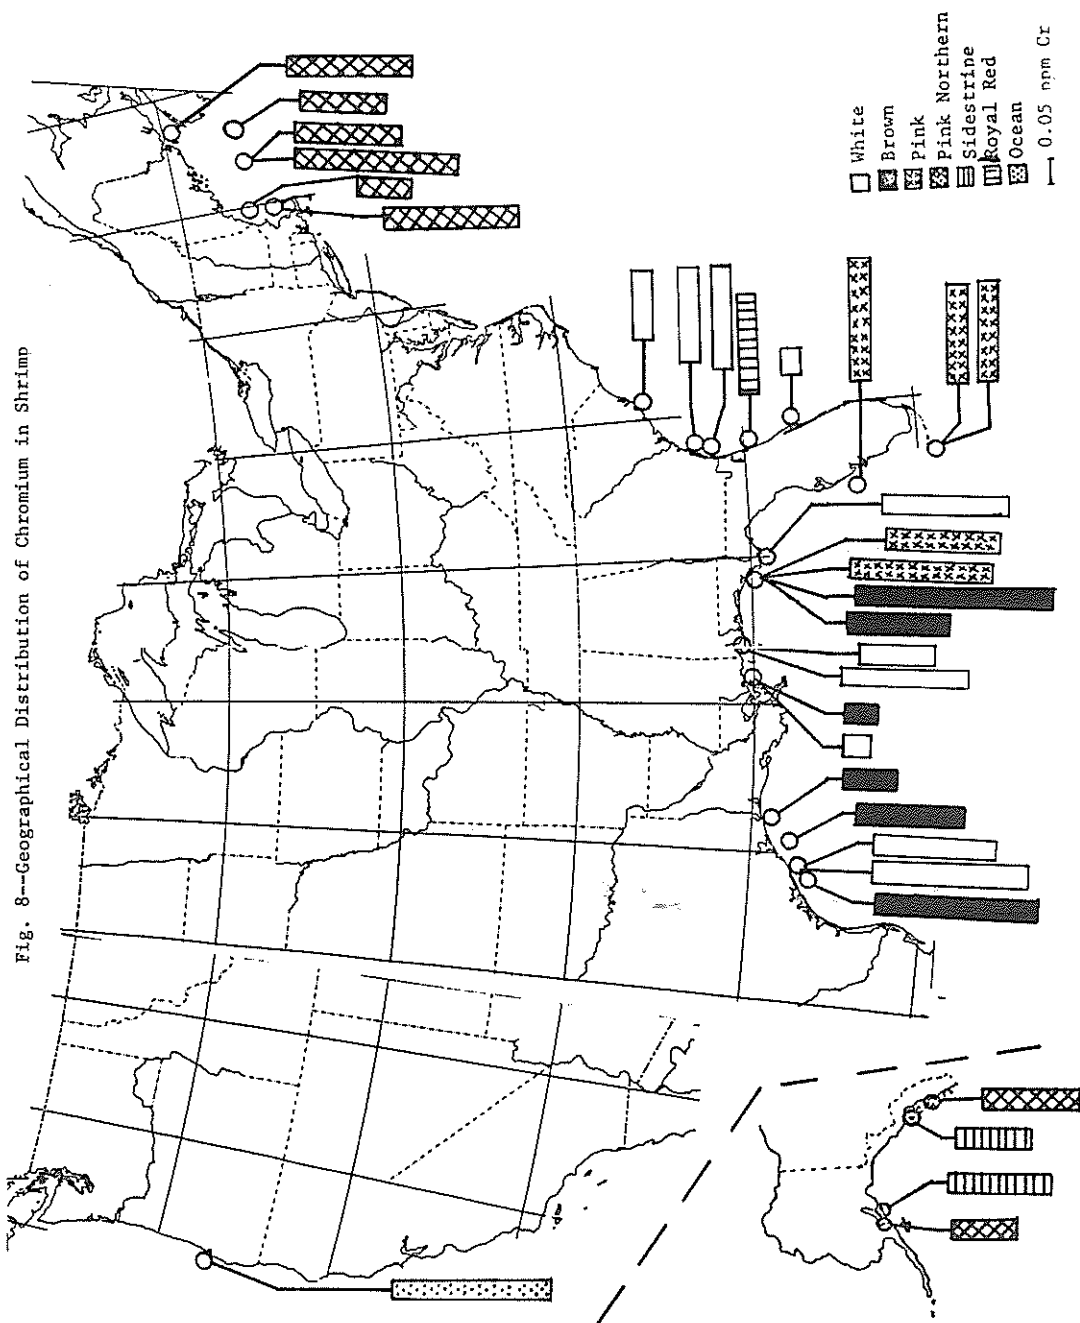 Fig. 8--Geographical Distribution of Chromium in Shrimp
White
Brown
Pink
Pink Northern
Sidestrine
Royal Red
Ocean
0.05 ppm Cr